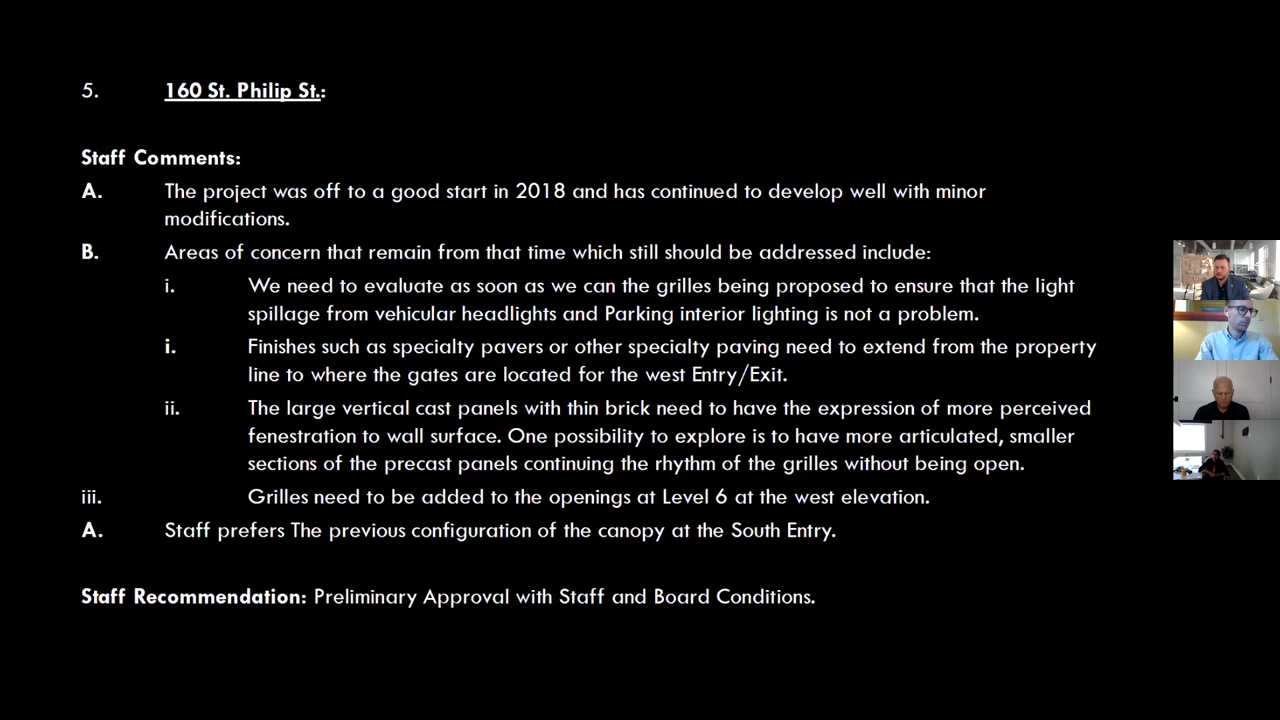 5. 160 St. Philip St.:
Staff Comments:
A. The project was off to a good start in 2018 and has continued to develop well with minor
modifications.
B. Areas of concern that remain from that time which still should be addressed include:
i. We need to evaluate as soon as we can the grilles being proposed to ensure that the light
spillage from vehicular headlights and Parking interior lighting is not a problem.
i. Finishes such as specialty pavers or other specialty paving need to extend from the property
line to where the gates are located for the west Entry/Exit.
ii. The large vertical cast panels with thin brick need to have the expression of more perceived
fenestration to wall surface. One possibility to explore is to have more articulated, smaller
sections of the precast panels continuing the rhythm of the grilles without being open.
iii. Grilles need to be added to the openings at Level 6 at the west elevation.
A. Staff prefers The previous configuration of the canopy at the South Entry.
Staff Recommendation: Preliminary Approval with Staff and Board Conditions.